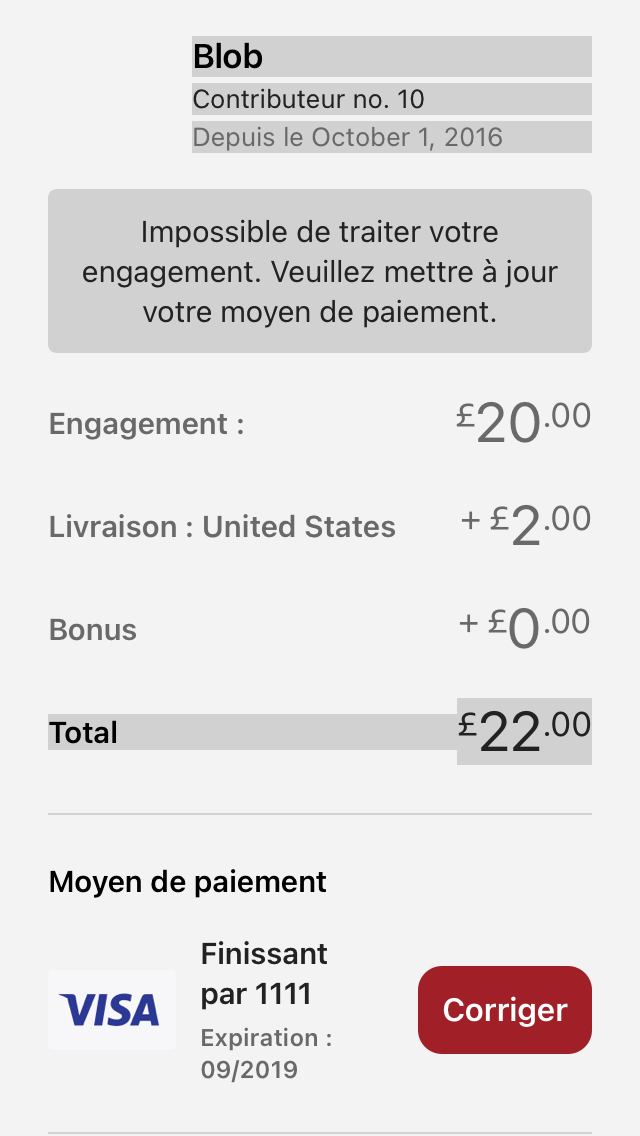 Blob
Contributeur no. 10
Depuis le October 1, 2016
Impossible de traiter votre
engagement. Veuillez mettre à jour
votre moyen de paiement.
Engagement : £20.00
Livraison : United States + £2.00
Bonus + £0.00
Total £22.00
Moyen de paiement
VISA
Finissant
par 1111
Expiration :
09/2019
Corriger